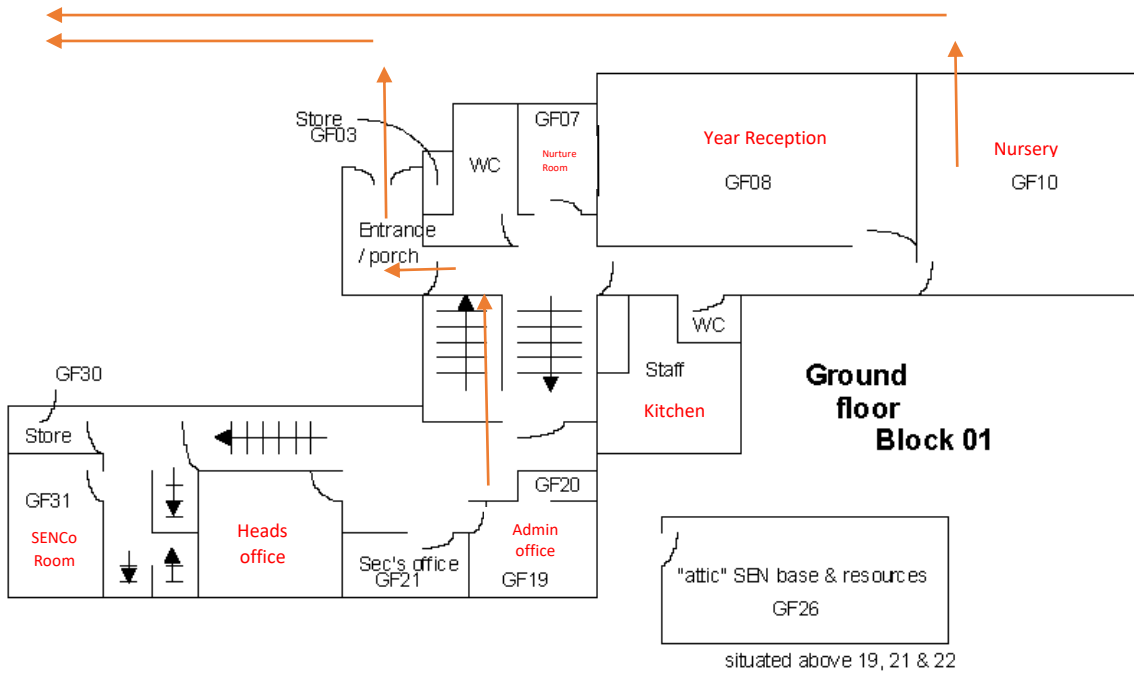 Store
GF03
WC
GF07
Nurture
Room
Year Reception
GF08
Nursery
GF10
Entrance
/ porch
WC
Staff
Kitchen
Ground
floor
Block 01
GF30
Store
GF31
SENCo
Room
Heads
office
Sec's office
GF21
GF20
Admin
office
GF19
"attic" SEN base & resources
GF26
situated above 19, 21 & 22